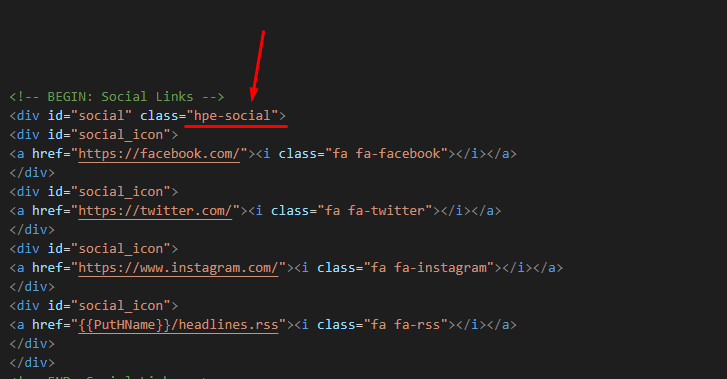 <!-- BEGIN: Social Links -->
<div id="social" class="hpe-social">
<div id="social_icon">
<a href="https://facebook.com/"><i class="fa fa-facebook"></i></a>
</div>
<div id="social_icon">
<a href="https://twitter.com/"><i class="fa fa-twitter"></i></a>
</div>
<div id="social_icon">
<a href="https://www.instagram.com/"><i class="fa fa-instagram"></i></a>
</div>
<div id="social_icon">
<a href="{{PutHName}}/headlines.rss"><i class="fa fa-rss"></i></a>
</div>
</div>